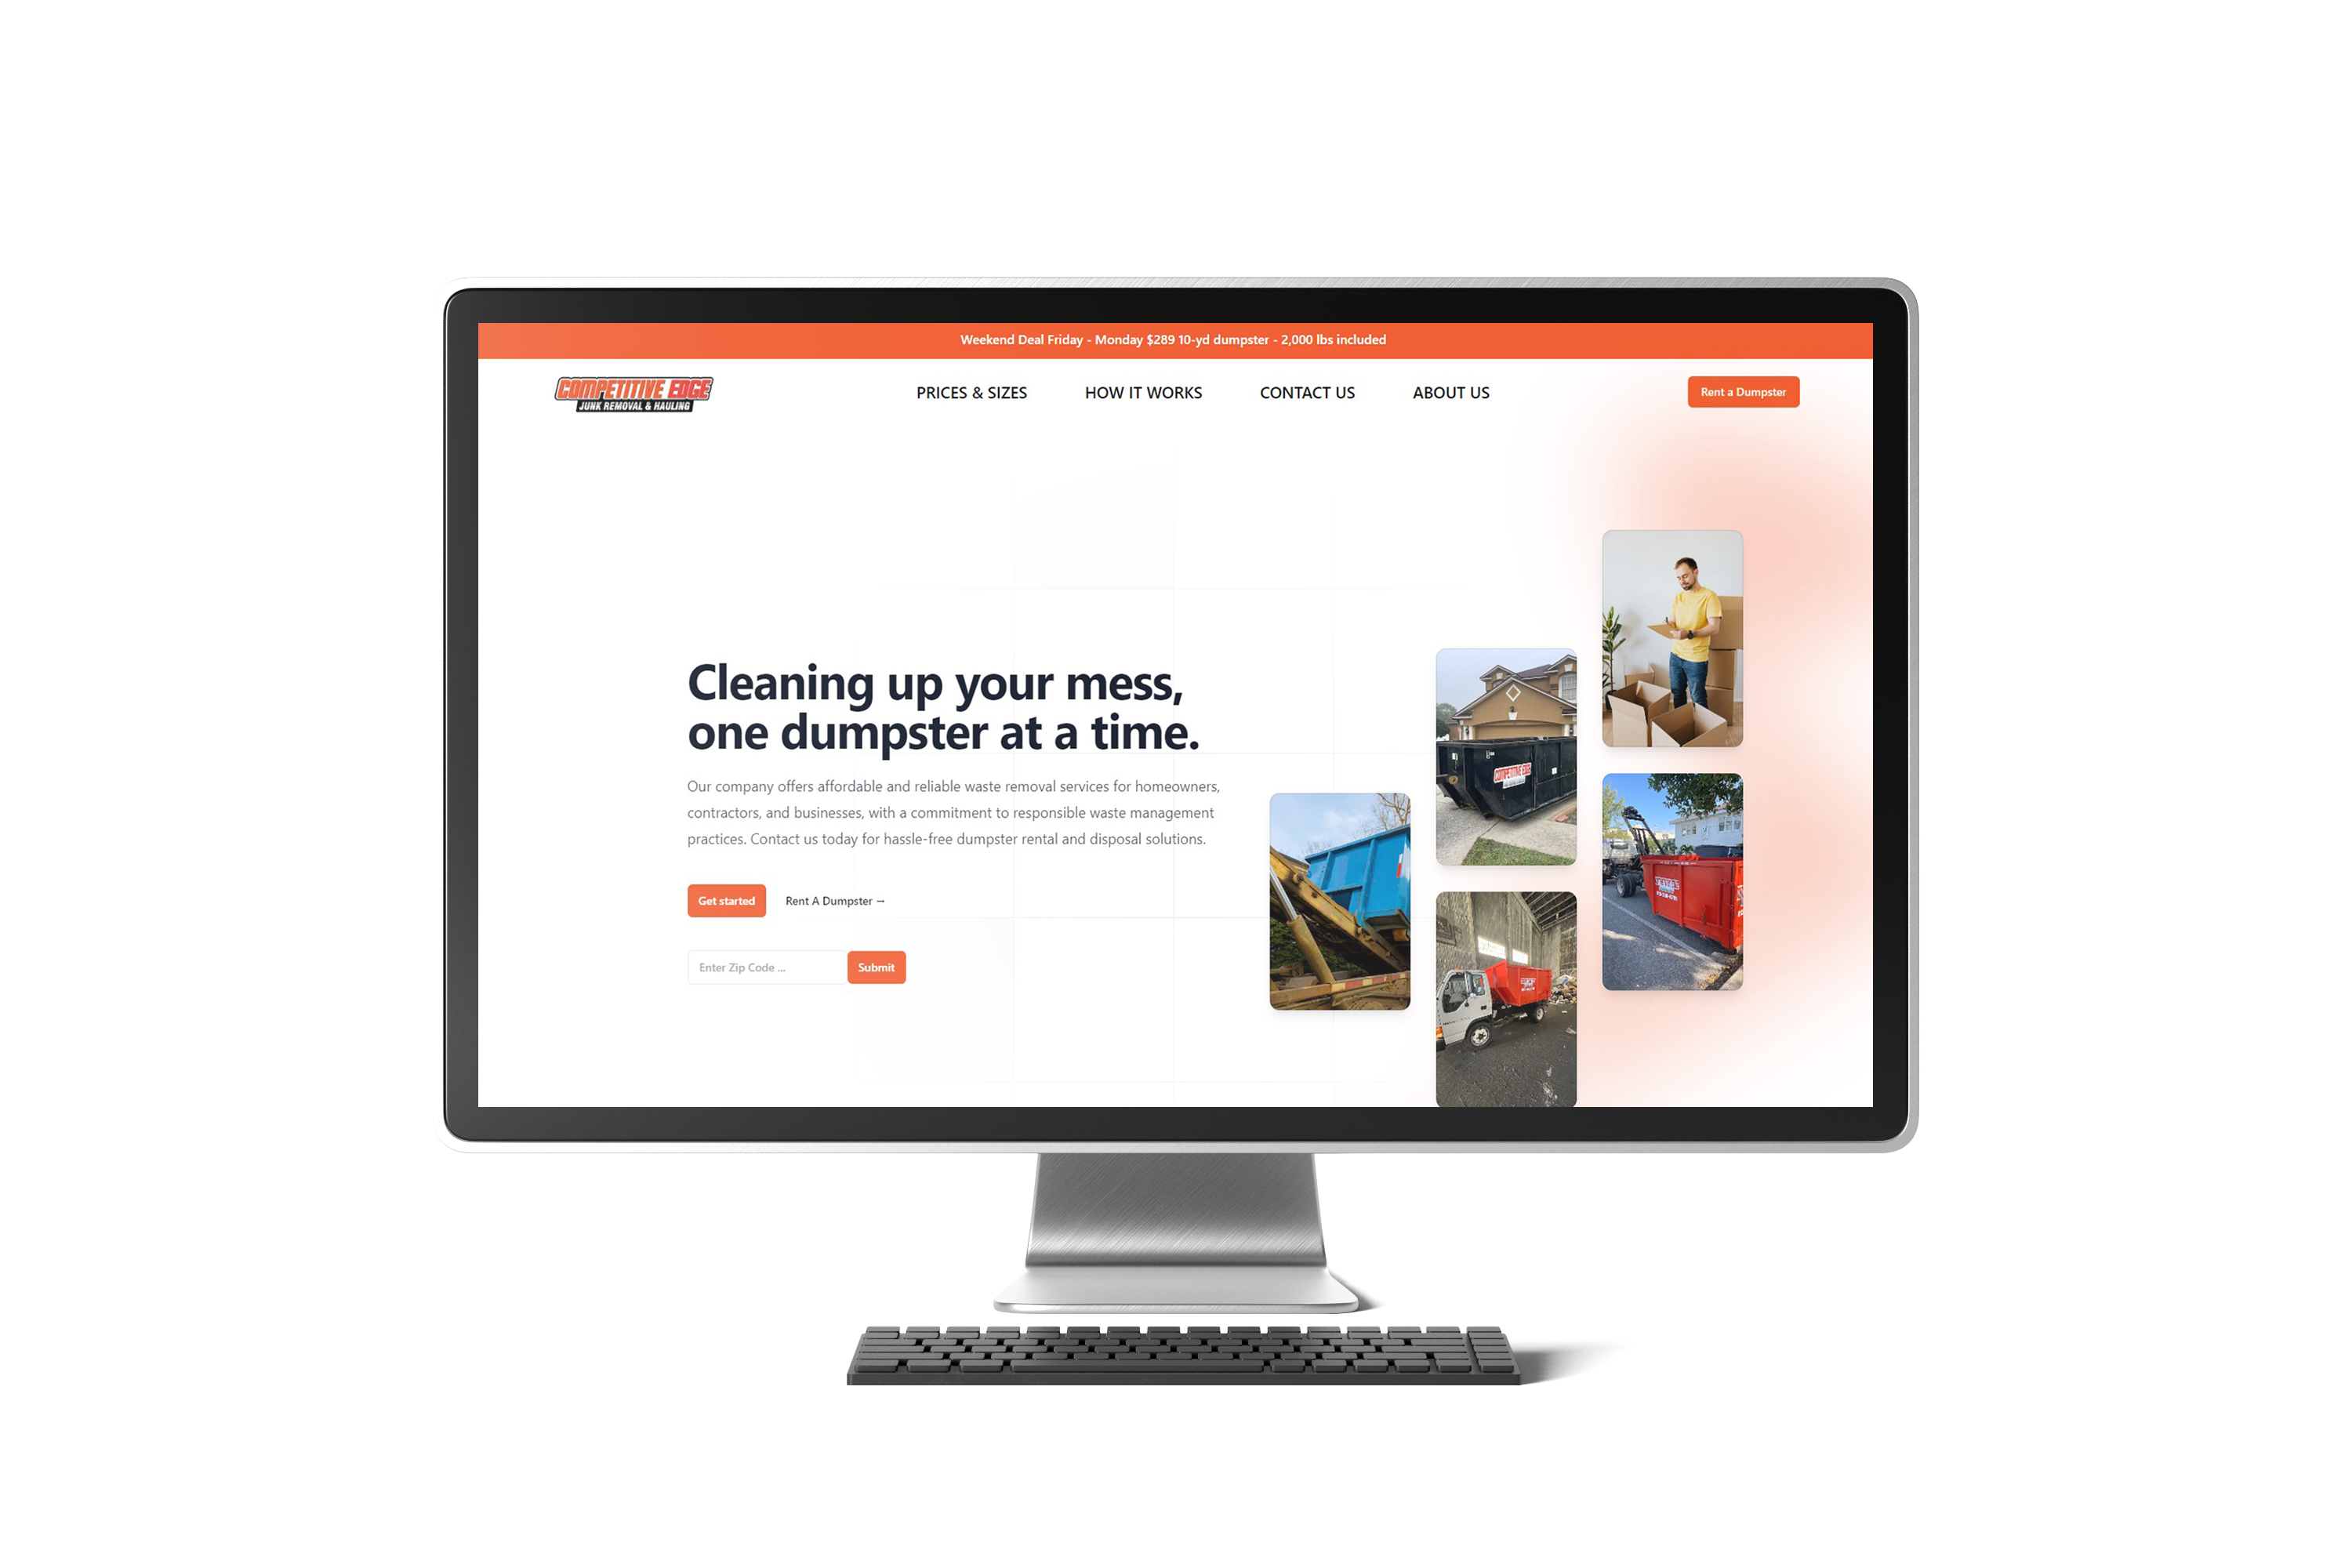 Weekend Deal Friday - Monday $289 10-yd dumpster - 2,000 lbs included
COMPETITIVE EDGE
JUNK REMOVAL & HAULING
PRICES & SIZES
HOW IT WORKS
CONTACT US
ABOUT US
Rent a Dumpster
Cleaning up your mess,
one dumpster at a time.
Our company offers affordable and reliable waste removal services for homeowners,
contractors, and businesses, with a commitment to responsible waste management
practices. Contact us today for hassle-free dumpster rental and disposal solutions.
Get started
Rent A Dumpster →
Enter Zip Code ...
Submit
COMPETITIVE EDGE